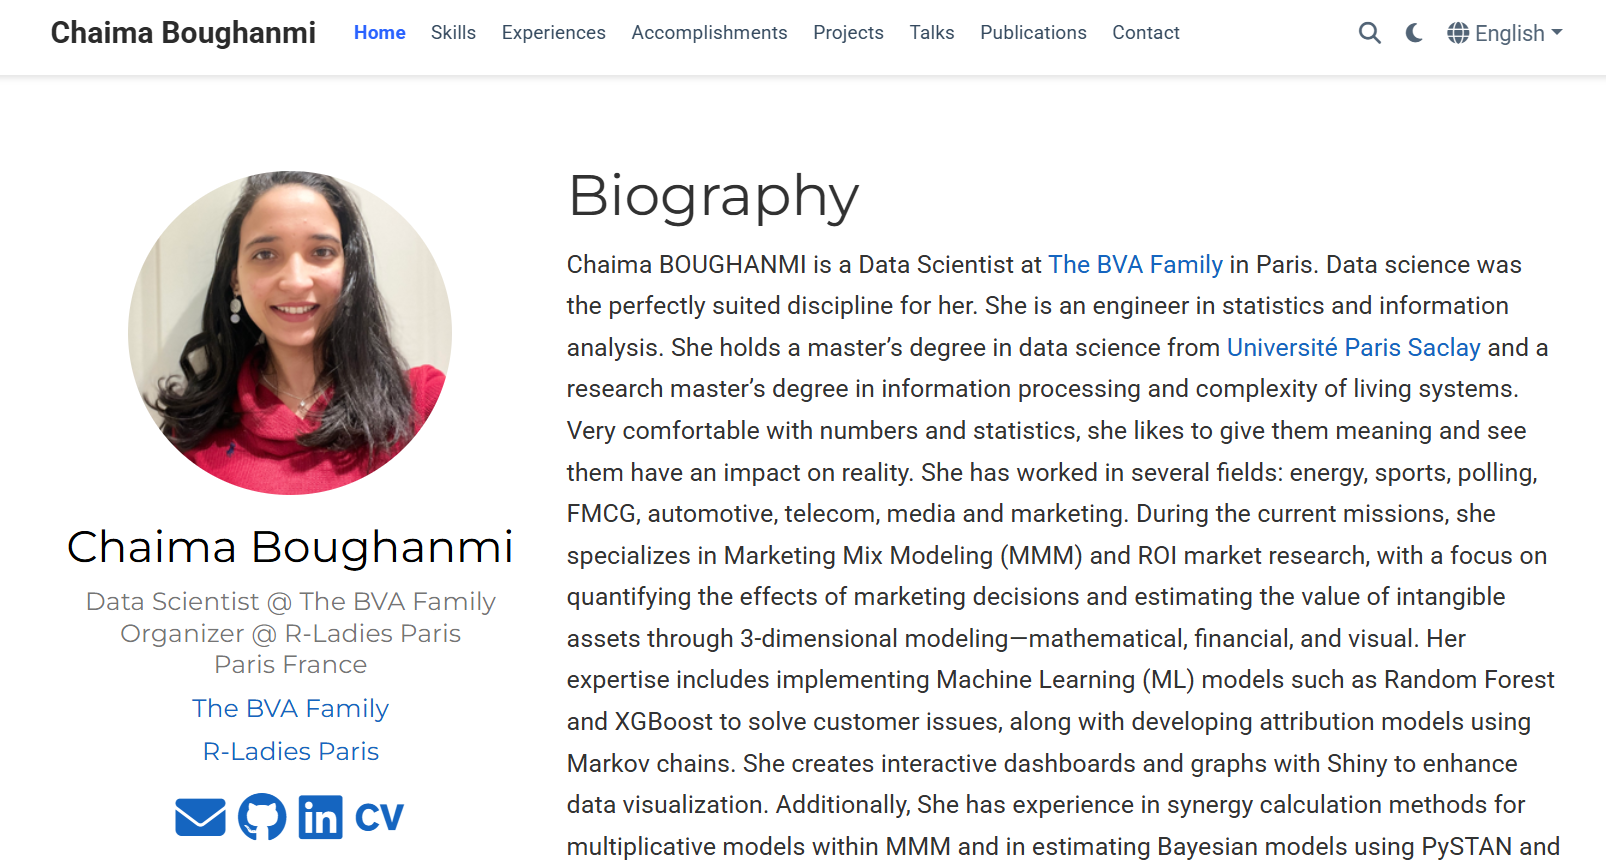 Chaima Boughanmi Home Skills Experiences Accomplishments Projects Talks Publications Contact English
Chaima Boughanmi
Data Scientist @ The BVA Family
Organizer @ R-Ladies Paris
Paris France
The BVA Family
R-Ladies Paris
CV
Biography
Chaima BOUGHANMI is a Data Scientist at The BVA Family in Paris. Data science was
the perfectly suited discipline for her. She is an engineer in statistics and information
analysis. She holds a master’s degree in data science from Université Paris Saclay and a
research master’s degree in information processing and complexity of living systems.
Very comfortable with numbers and statistics, she likes to give them meaning and see
them have an impact on reality. She has worked in several fields: energy, sports, polling,
FMCG, automotive, telecom, media and marketing. During the current missions, she
specializes in Marketing Mix Modeling (MMM) and ROI market research, with a focus on
quantifying the effects of marketing decisions and estimating the value of intangible
assets through 3-dimensional modeling—mathematical, financial, and visual. Her
expertise includes implementing Machine Learning (ML) models such as Random Forest
and XGBoost to solve customer issues, along with developing attribution models using
Markov chains. She creates interactive dashboards and graphs with Shiny to enhance
data visualization. Additionally, She has experience in synergy calculation methods for
multiplicative models within MMM and in estimating Bayesian models using PySTAN and